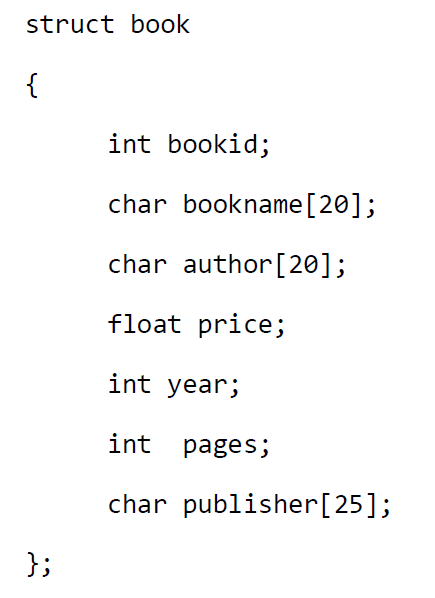 struct book
{
int bookid;
char bookname[20];
char author[20];
float price;
int year;
int  pages;
char publisher[25];
};